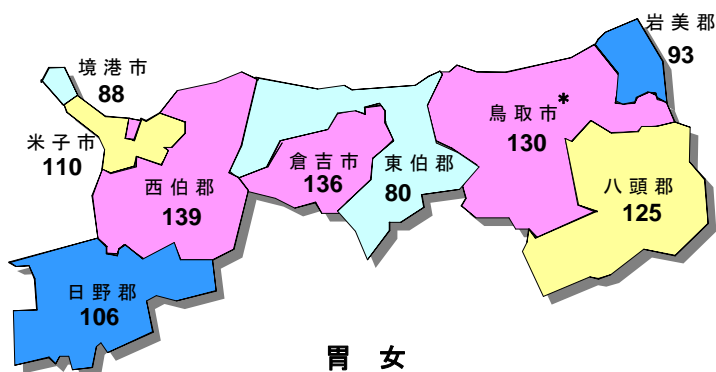 岩美郡
93
境港市
88
鳥取市*
130
米子市
110
倉吉市
136
東伯郡
80
西伯郡
139
八頭郡
125
日野郡
106
胃 女